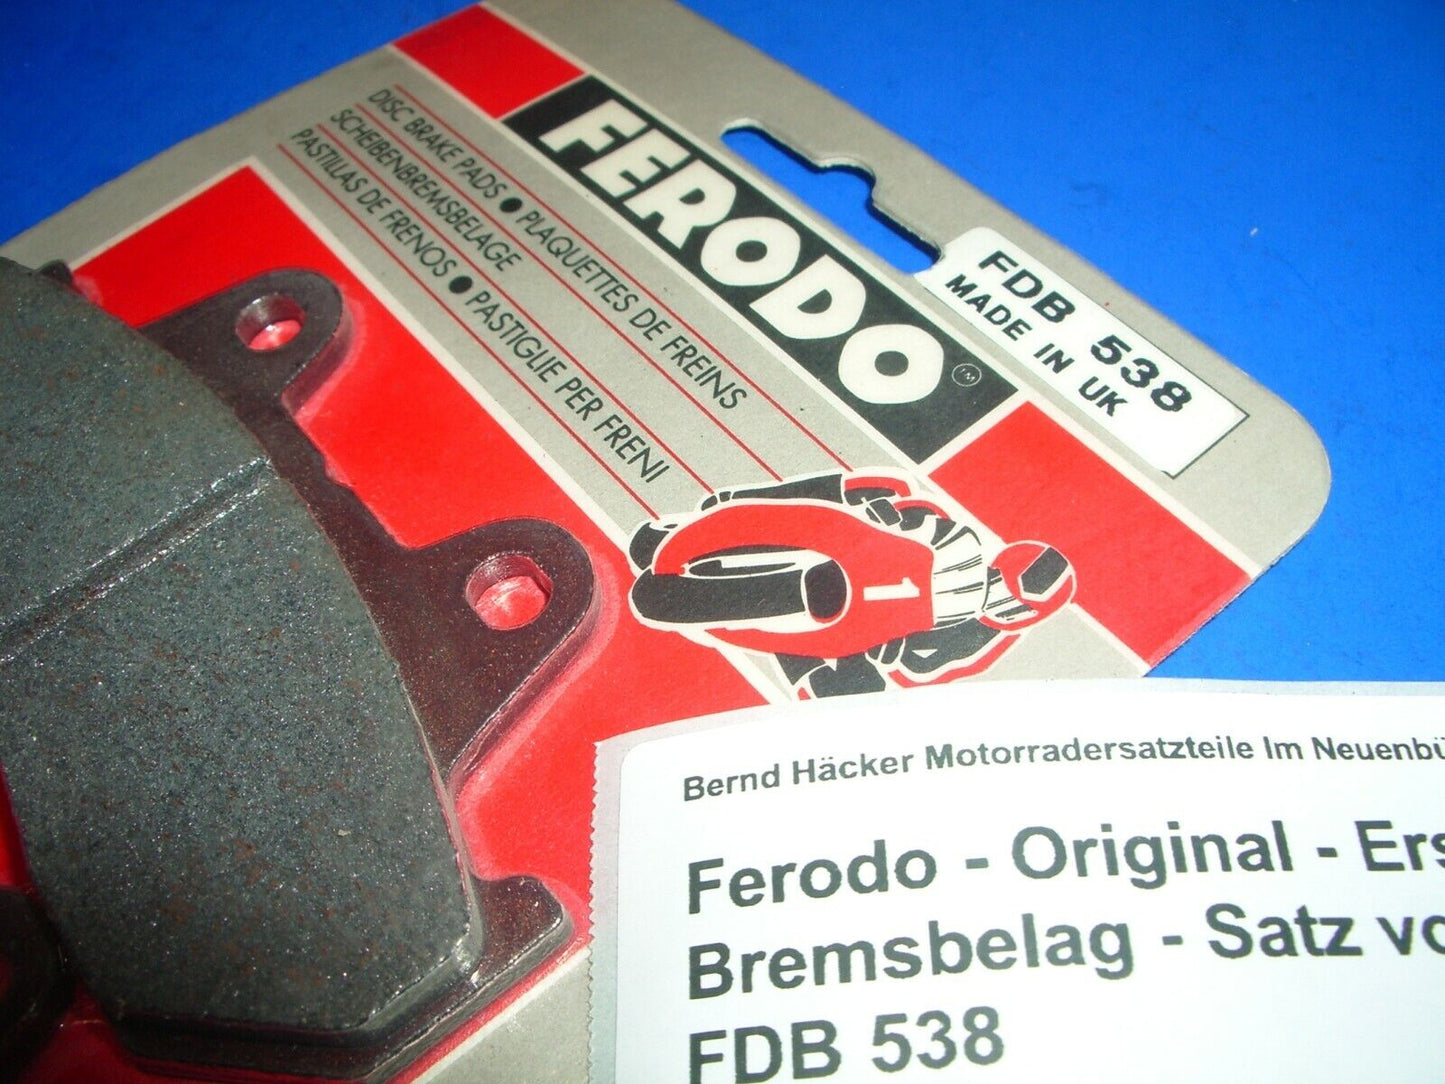 FERODO
TM
FDB 538
MADE IN UK
DISC BRAKE PADS ● PLAQUETTES DE FREINS
SCHEIBENBREMSBELAGE
PASTILLAS DE FRENOS ● PASTIGLIE PER FRENI
1
Bernd Häcker Motorradersatzteile Im Neuenbü
Ferodo - Original - Ers
Bremsbelag - Satz vo
FDB 538